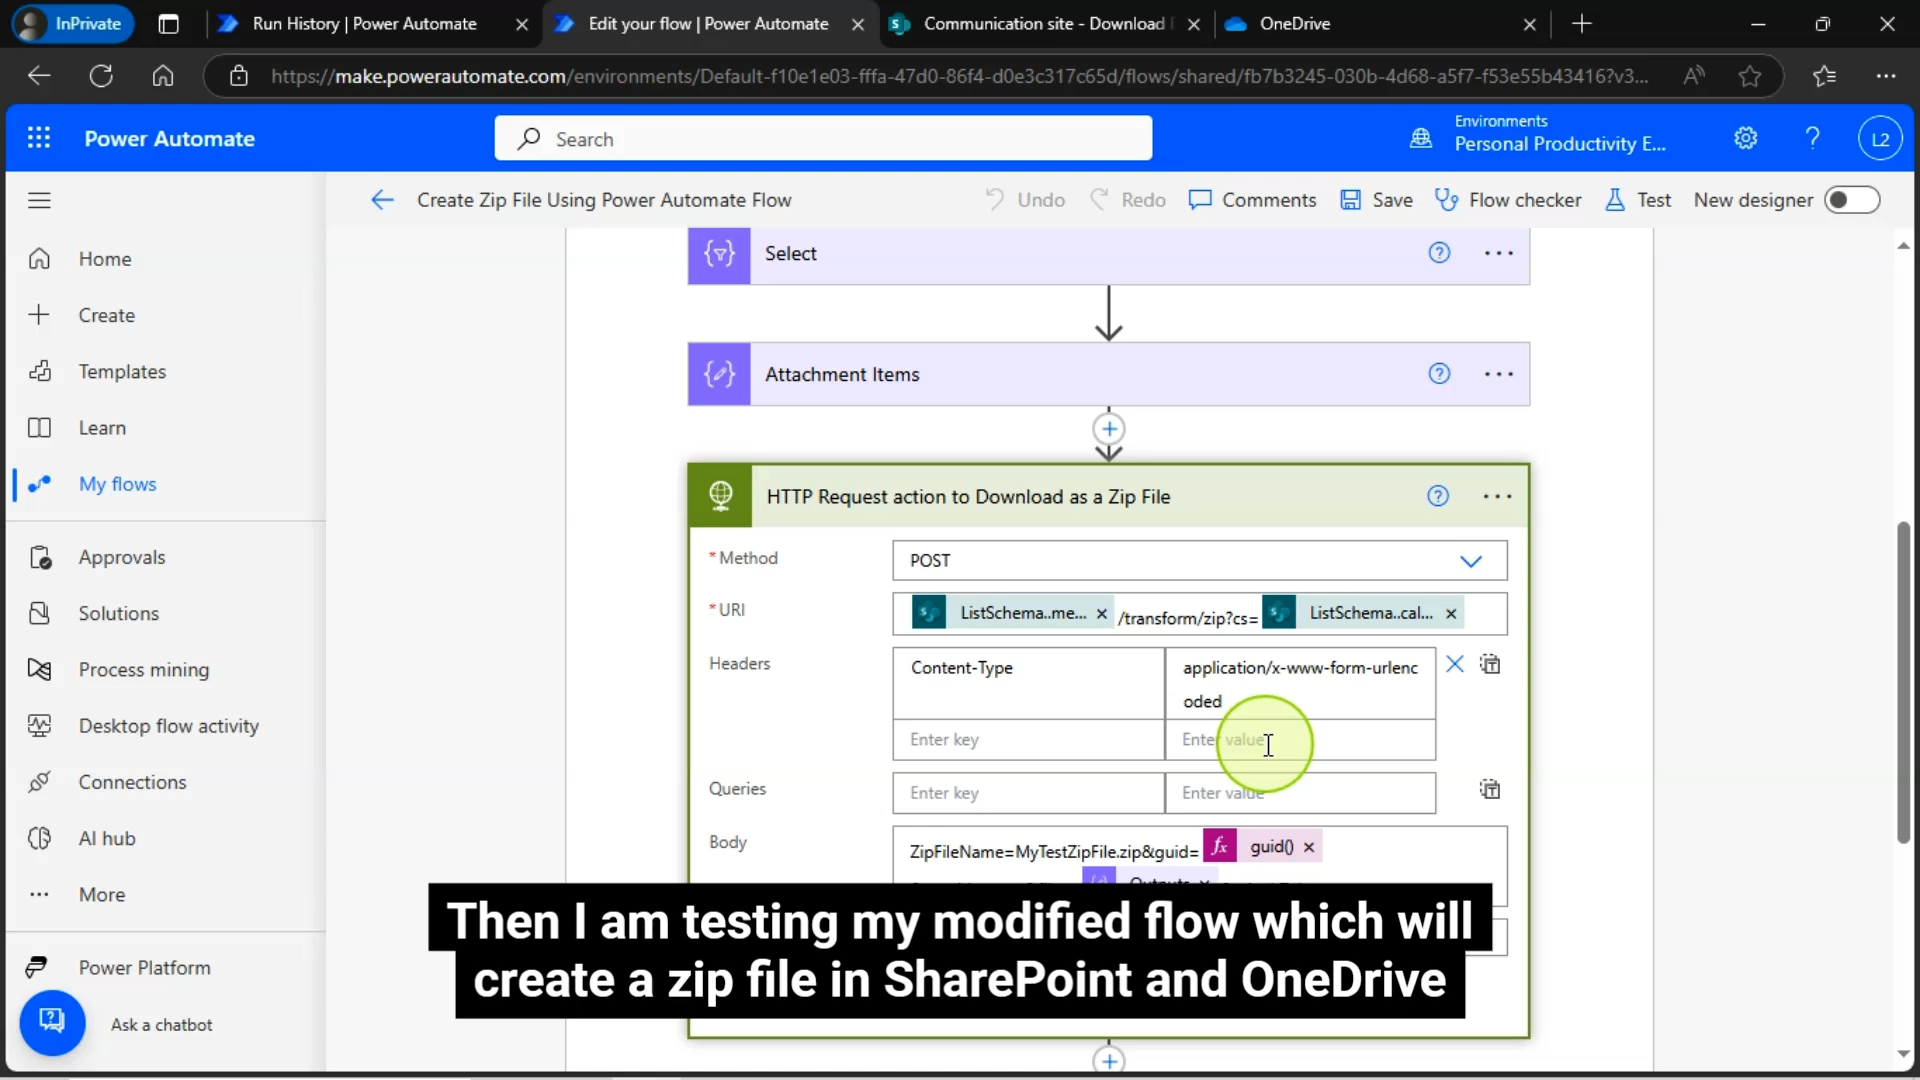 InPrivate
Run History | Power Automate
Edit your flow | Power Automate
Communication site - Download
OneDrive
https://make.powerautomate.com/environments/Default-f10e1e03-fffa-47d0-86f4-d0e3c317c65d/flows/shared/fb7b3245-030b-4d68-a5f7-f53e55b43416?v3...
Power Automate
Search
Environments
Personal Productivity E...
L2
Create Zip File Using Power Automate Flow
Undo
Redo
Comments
Save
Flow checker
Test
New designer
Home
Create
Templates
Learn
My flows
Approvals
Solutions
Process mining
Desktop flow activity
Connections
AI hub
More
Power Platform
Ask a chatbot
Select
Attachment Items
HTTP Request action to Download as a Zip File
* Method
POST
* URI
ListSchema..me... /transform/zip?cs= ListSchema..cal...
Headers
Content-Type
application/x-www-form-urlenc
oded
Enter key
Enter value
Queries
Enter key
Enter value
Body
ZipFileName=MyTestZipFile.zip&guid= fx guid()
Outputs
Then I am testing my modified flow which will
create a zip file in SharePoint and OneDrive